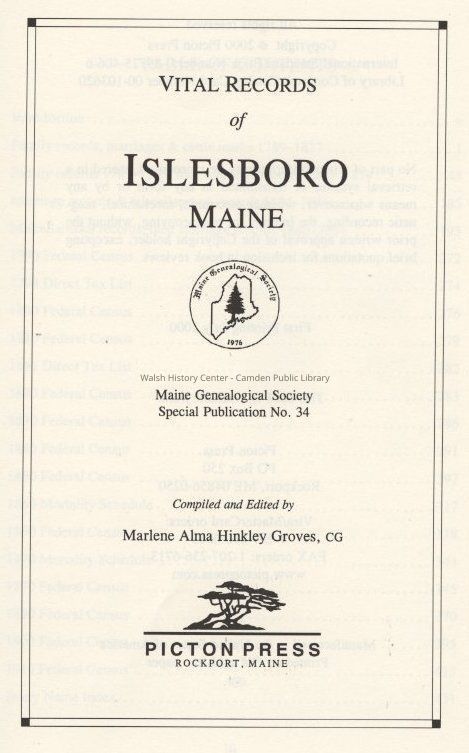 VITAL RECORDS
of
ISLESBORO
MAINE
Maine Genealogical Society
1976
Walsh History Center - Camden Public Library
Maine Genealogical Society
Special Publication No. 34
Compiled and Edited by
Marlene Alma Hinkley Groves, CG
PICTON PRESS
ROCKPORT, MAINE